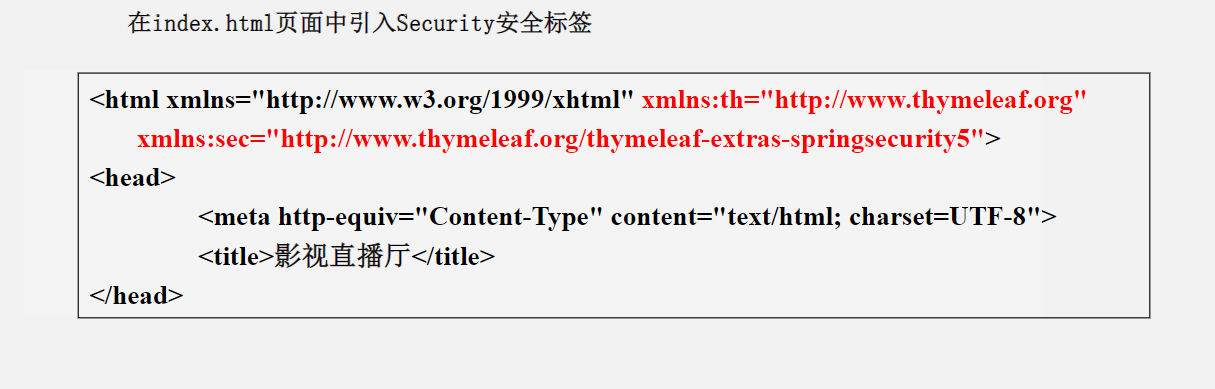 在index.html页面中引入Security安全标签
<html xmlns="http://www.w3.org/1999/xhtml" xmlns:th="http://www.thymeleaf.org"
xmlns:sec="http://www.thymeleaf.org/thymeleaf-extras-springsecurity5">
<head>
<meta http-equiv="Content-Type" content="text/html; charset=UTF-8">
<title>影视直播厅</title>
</head>